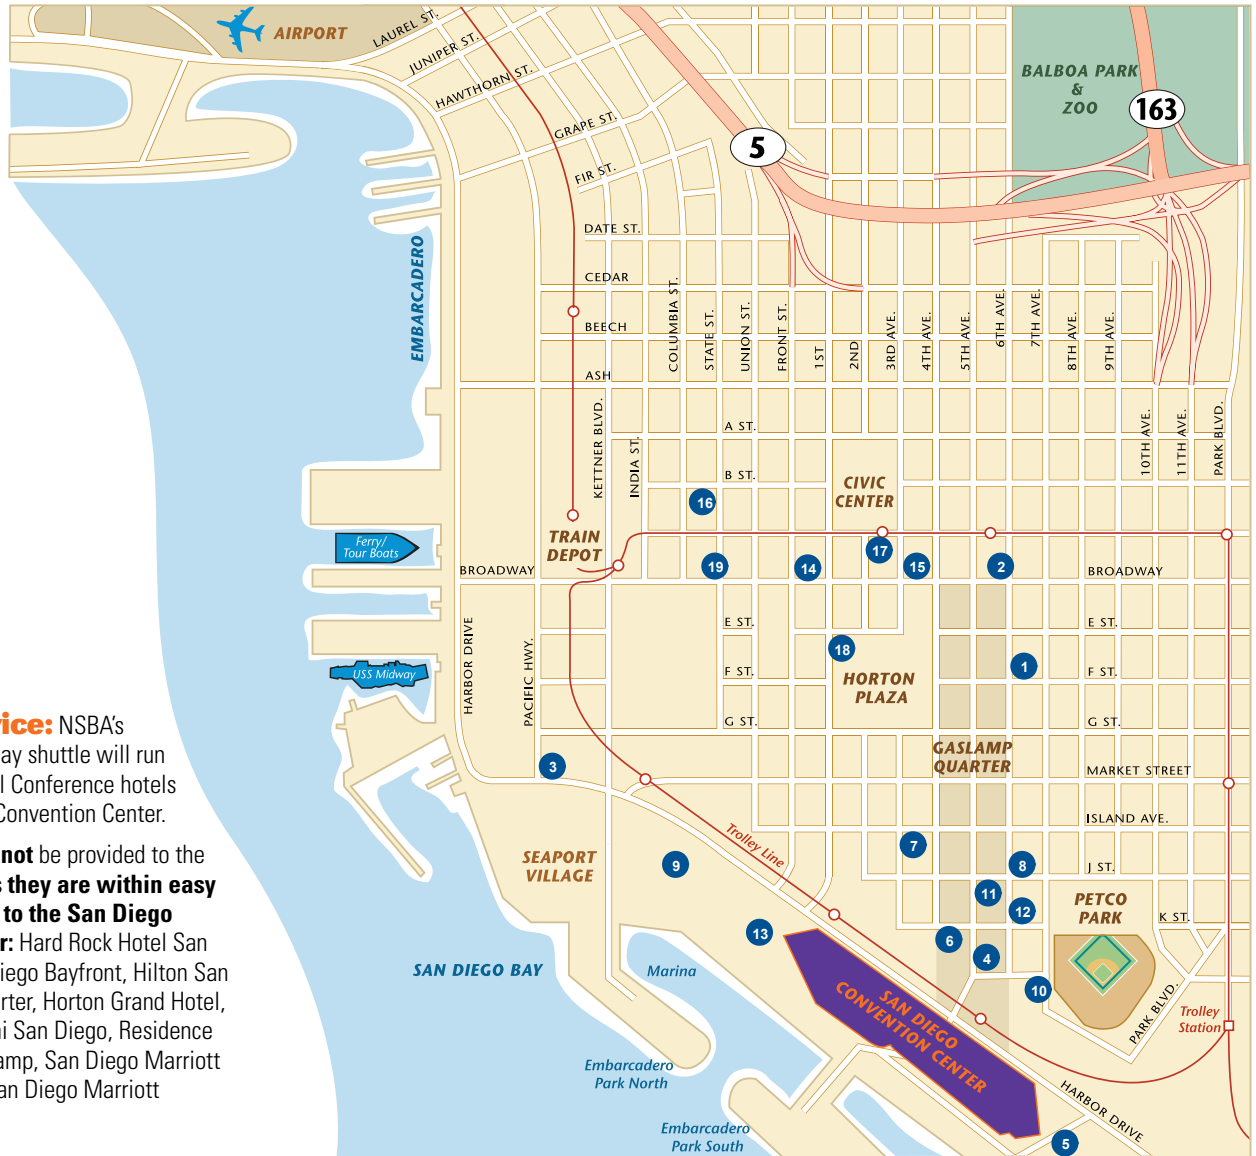 AIRPORT
LAUREL ST.
JUNIPER ST.
HAWTHORN ST.
GRAPE ST.
FIR ST.
DATE ST.
CEDAR
BEECH
ASH
5
163
BALBOA PARK
&
ZOO
EMBARCADERO
COLUMBIA ST.
STATE ST.
UNION ST.
FRONT ST.
1ST
2ND
3RD AVE.
4TH AVE.
5TH AVE.
6TH AVE.
7TH AVE.
8TH AVE.
9TH AVE.
10TH AVE.
11TH AVE.
PARK BLVD.
KETTNER BLVD.
INDIA ST.
A ST.
B ST.
CIVIC
CENTER
16
TRAIN
DEPOT
Ferry/
Tour Boats
17
19
14
15
2
BROADWAY
BROADWAY
HARBOR DRIVE
PACIFIC HWY.
E ST.
E ST.
18
1
F ST.
F ST.
USS Midway
HORTON
PLAZA
G ST.
G ST.
vice: NSBA's
ay shuttle will run
l Conference hotels
Convention Center.
3
GASLAMP
QUARTER
MARKET STREET
ISLAND AVE.
Trolley Line
not be provided to the
s they are within easy
to the San Diego
r: Hard Rock Hotel San
iego Bayfront, Hilton San
rter, Horton Grand Hotel,
ni San Diego, Residence
amp, San Diego Marriott
an Diego Marriott
SEAPORT
VILLAGE
9
7
8
J ST.
11
12
PETCO
PARK
K ST.
13
6
4
10
SAN DIEGO BAY
Marina
SAN DIEGO
CONVENTION CENTER
PARK BLVD.
Trolley
Station
Embarcadero
Park North
HARBOR DRIVE
Embarcadero
Park South
5